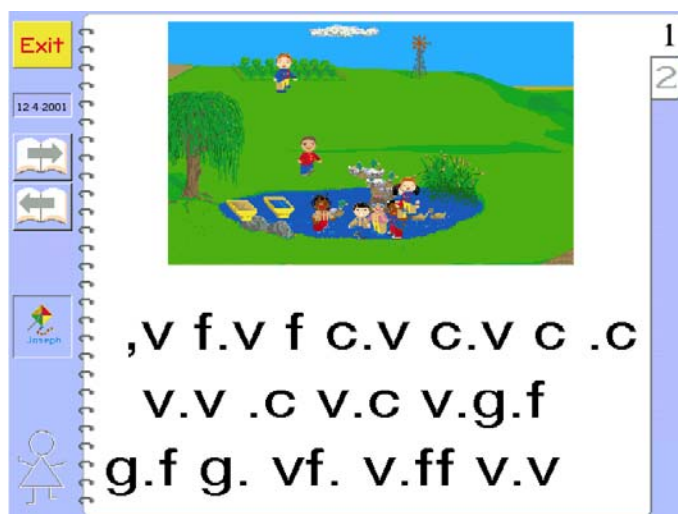 Exit
12 4 2001
Joseph
1
2
,v f.v f c.v c.v c .c
v.v .c v.c v.g.f
g.f g. vf. v.ff v.v